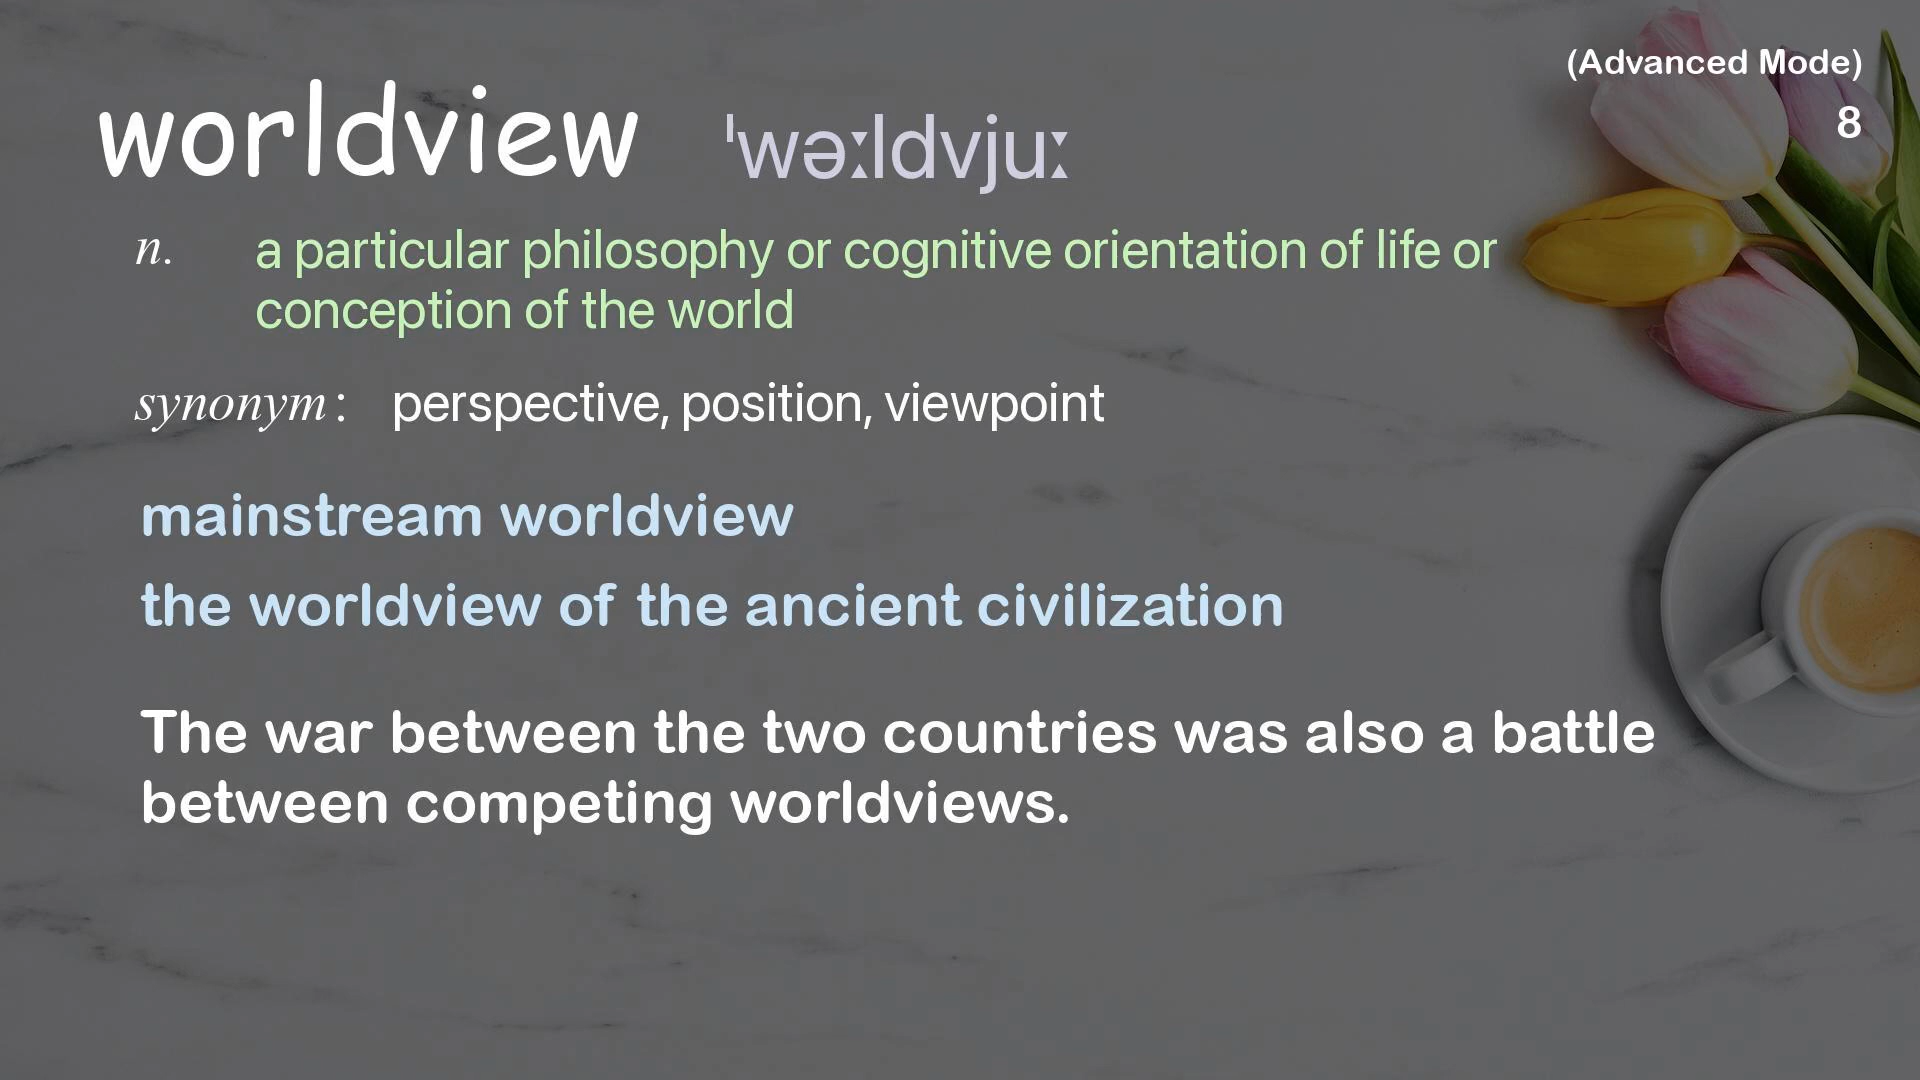 (Advanced Mode)
8
worldview ˈwəːldvjuː
n. a particular philosophy or cognitive orientation of life or
conception of the world
synonym: perspective, position, viewpoint
mainstream worldview
the worldview of the ancient civilization
The war between the two countries was also a battle
between competing worldviews.